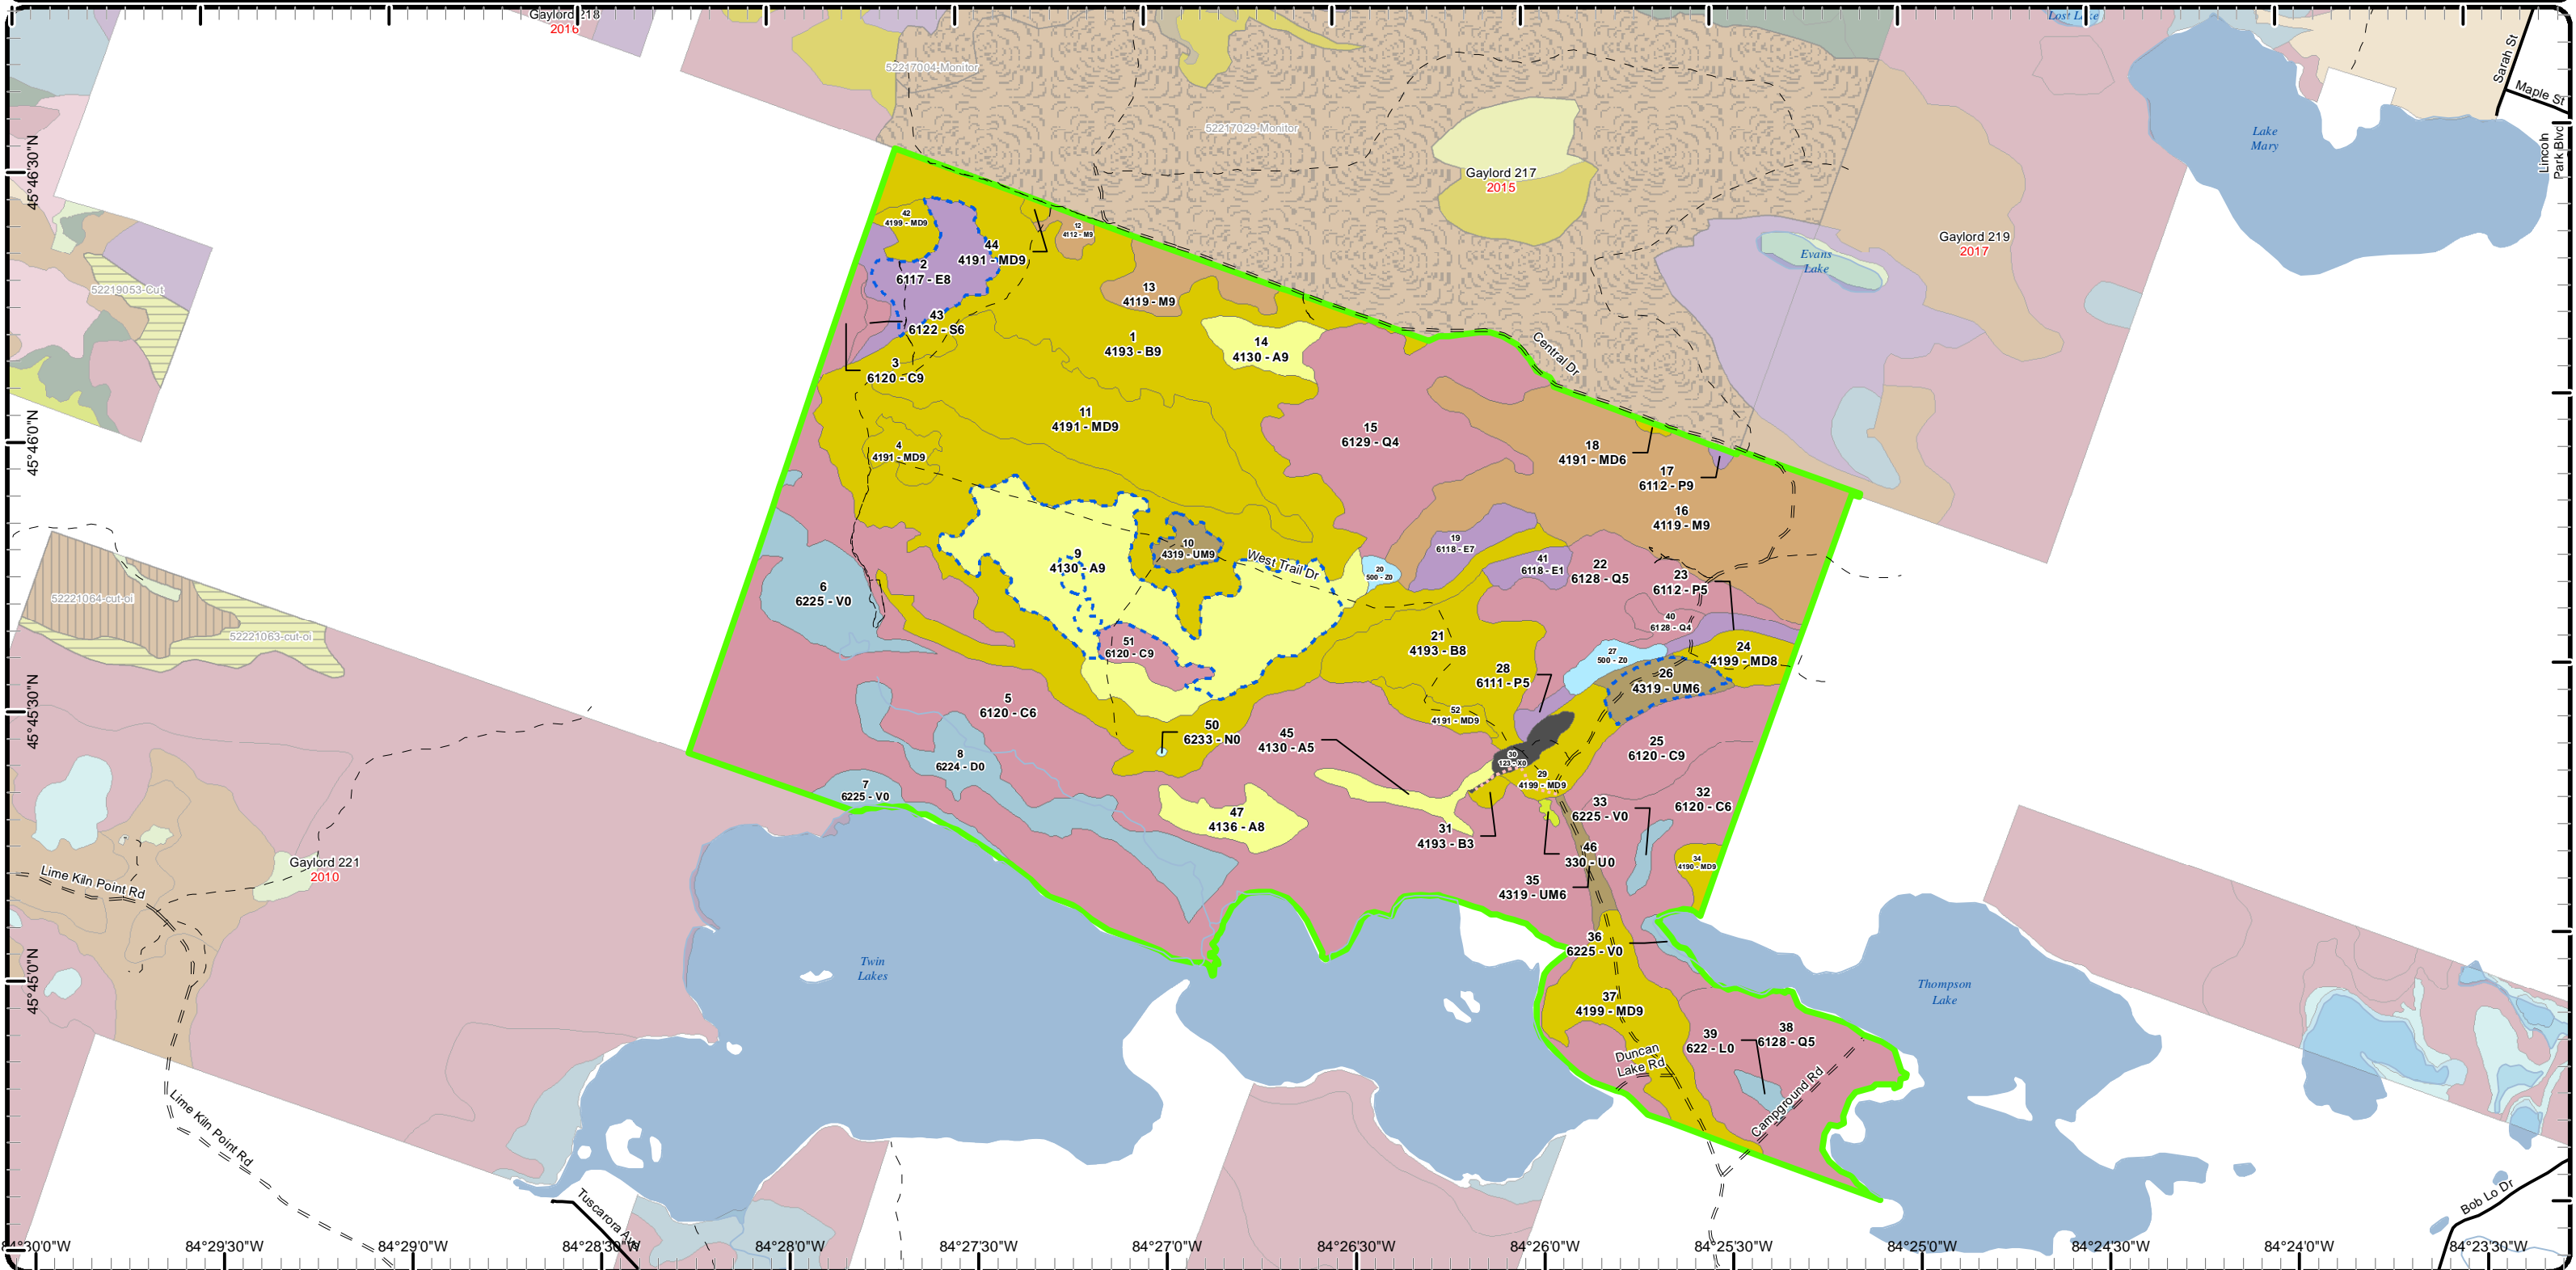 Gaylord 218
2016
Lost Lake
Sarah St
Maple St
52217004-Monitor
52217029-Monitor
Lake
Mary
Lincoln
Park Blvd
45°46'30"N
Gaylord 217
2015
42
4199 - MD9
12
4112 - M9
44
4191 - MD9
Gaylord 219
2017
Evans
Lake
2
6117 - E8
52219053-Cut
13
4119 - M9
43
6122 - S6
1
4193 - B9
14
4130 - A9
Central Dr
3
6120 - C9
11
4191 - MD9
15
6129 - Q4
45°46'0"N
4
4191 - MD9
18
4191 - MD6
17
6112 - P9
16
4119 - M9
10
4319 - UM9
19
6118 - E7
9
4130 - A9
West Trail Dr
41
6118 - E1
22
6128 - Q5
20
500 - Z0
23
6112 - P5
6
6225 - V0
52221064-cut-oi
52221063-cut-oi
40
6128 - Q4
51
6120 - C9
21
4193 - B8
27
500 - Z0
24
4199 - MD8
28
6111 - P5
26
4319 - UM6
45°45'30"N
5
6120 - C6
52
4191 - MD9
50
6233 - N0
45
4130 - A5
25
6120 - C9
8
6224 - D0
30
123 - X0
29
4199 - MD9
7
6225 - V0
32
6120 - C6
33
6225 - V0
47
4136 - A8
31
4193 - B3
46
330 - U0
34
4190 - MD9
Gaylord 221
2010
Lime Kiln Point Rd
35
4319 - UM6
36
6225 - V0
45°45'0"N
Twin
Lakes
Thompson
Lake
37
4199 - MD9
39
622 - L0
38
6128 - Q5
Duncan
Lake Rd
Campground Rd
Lime Kiln Point Rd
Tuscarora Ave
Bob Lo Dr
84°30'0"W
84°29'30"W
84°29'0"W
84°28'30"W
84°28'0"W
84°27'30"W
84°27'0"W
84°26'30"W
84°26'0"W
84°25'30"W
84°25'0"W
84°24'30"W
84°24'0"W
84°23'30"W